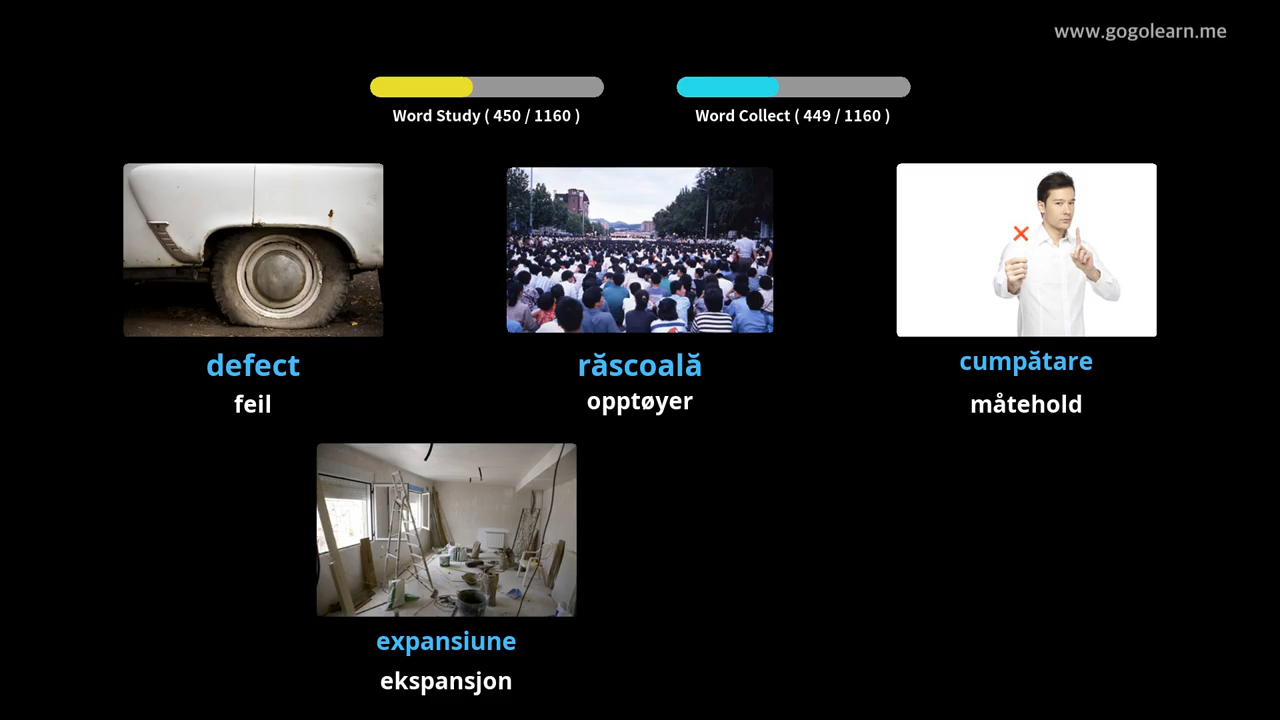 www.gogolearn.me
Word Study ( 450 / 1160 )
Word Collect ( 449 / 1160 )
defect
feil
răscoală
opptøyer
cumpătare
måtehold
expansiune
ekspansjon